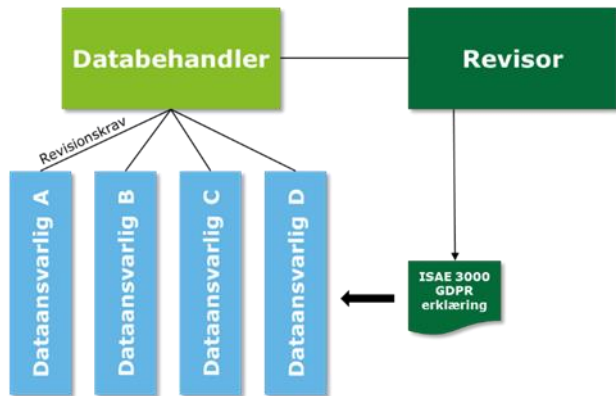 Databehandler
Revisor
Revisionskrav
Dataansvarlig A
Dataansvarlig B
Dataansvarlig C
Dataansvarlig D
ISAE 3000
GDPR
erklæring